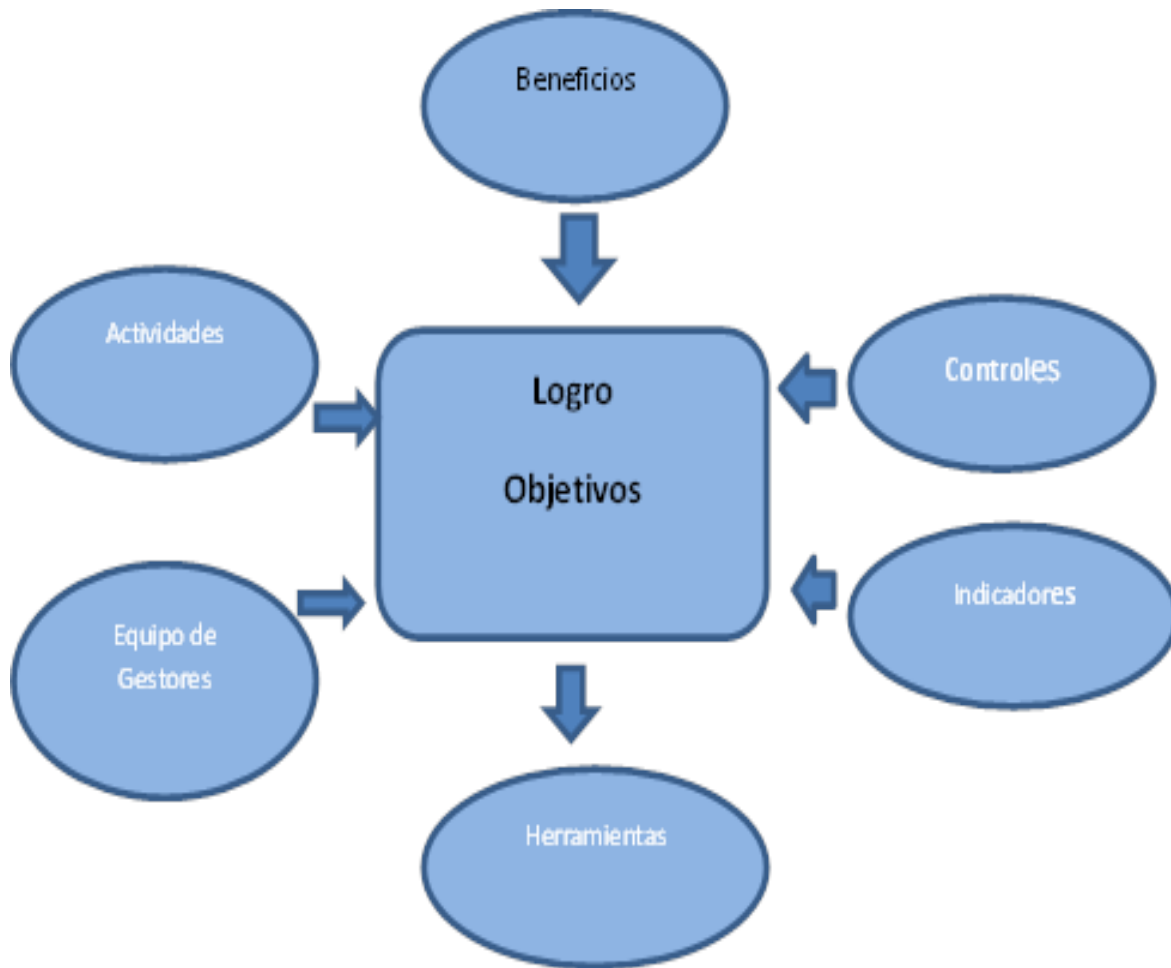 Beneficios
Actividades
Controles
Logro
Objetivos
Indicadores
Equipo de
Gestores
Herramientas